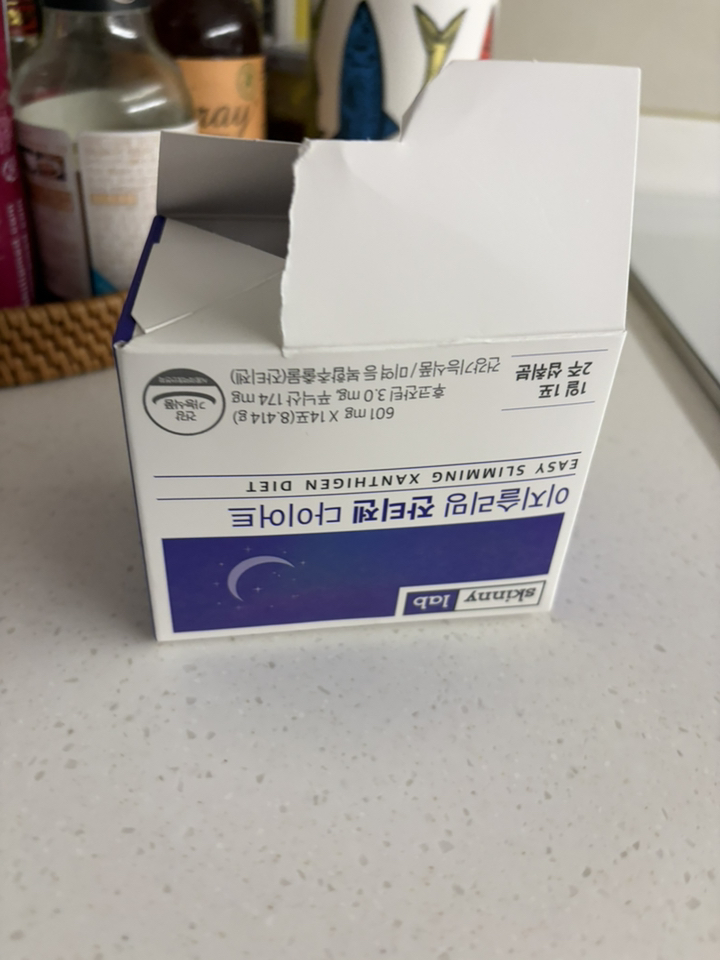 skinny lab
이지슬리밍 잔티젠 다이어트
EASY SLIMMING XANTHIGEN DIET
1일 1포
2주 섭취분
601 mg X 14포(8.414 g)
후코잔틴 3.0 mg, 푸닉산 174 mg
건강기능식품 / 미역 등 복합추출물(잔티젠)
건강
기능식품
ray